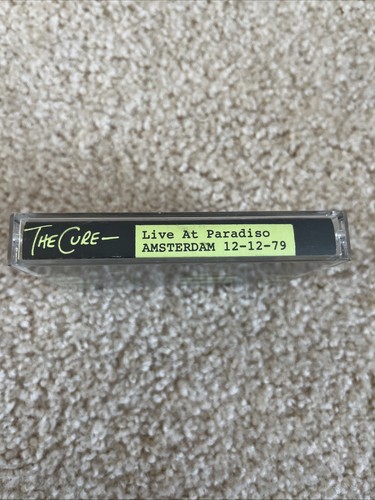 THE CURE—
Live At Paradiso
AMSTERDAM 12-12-79